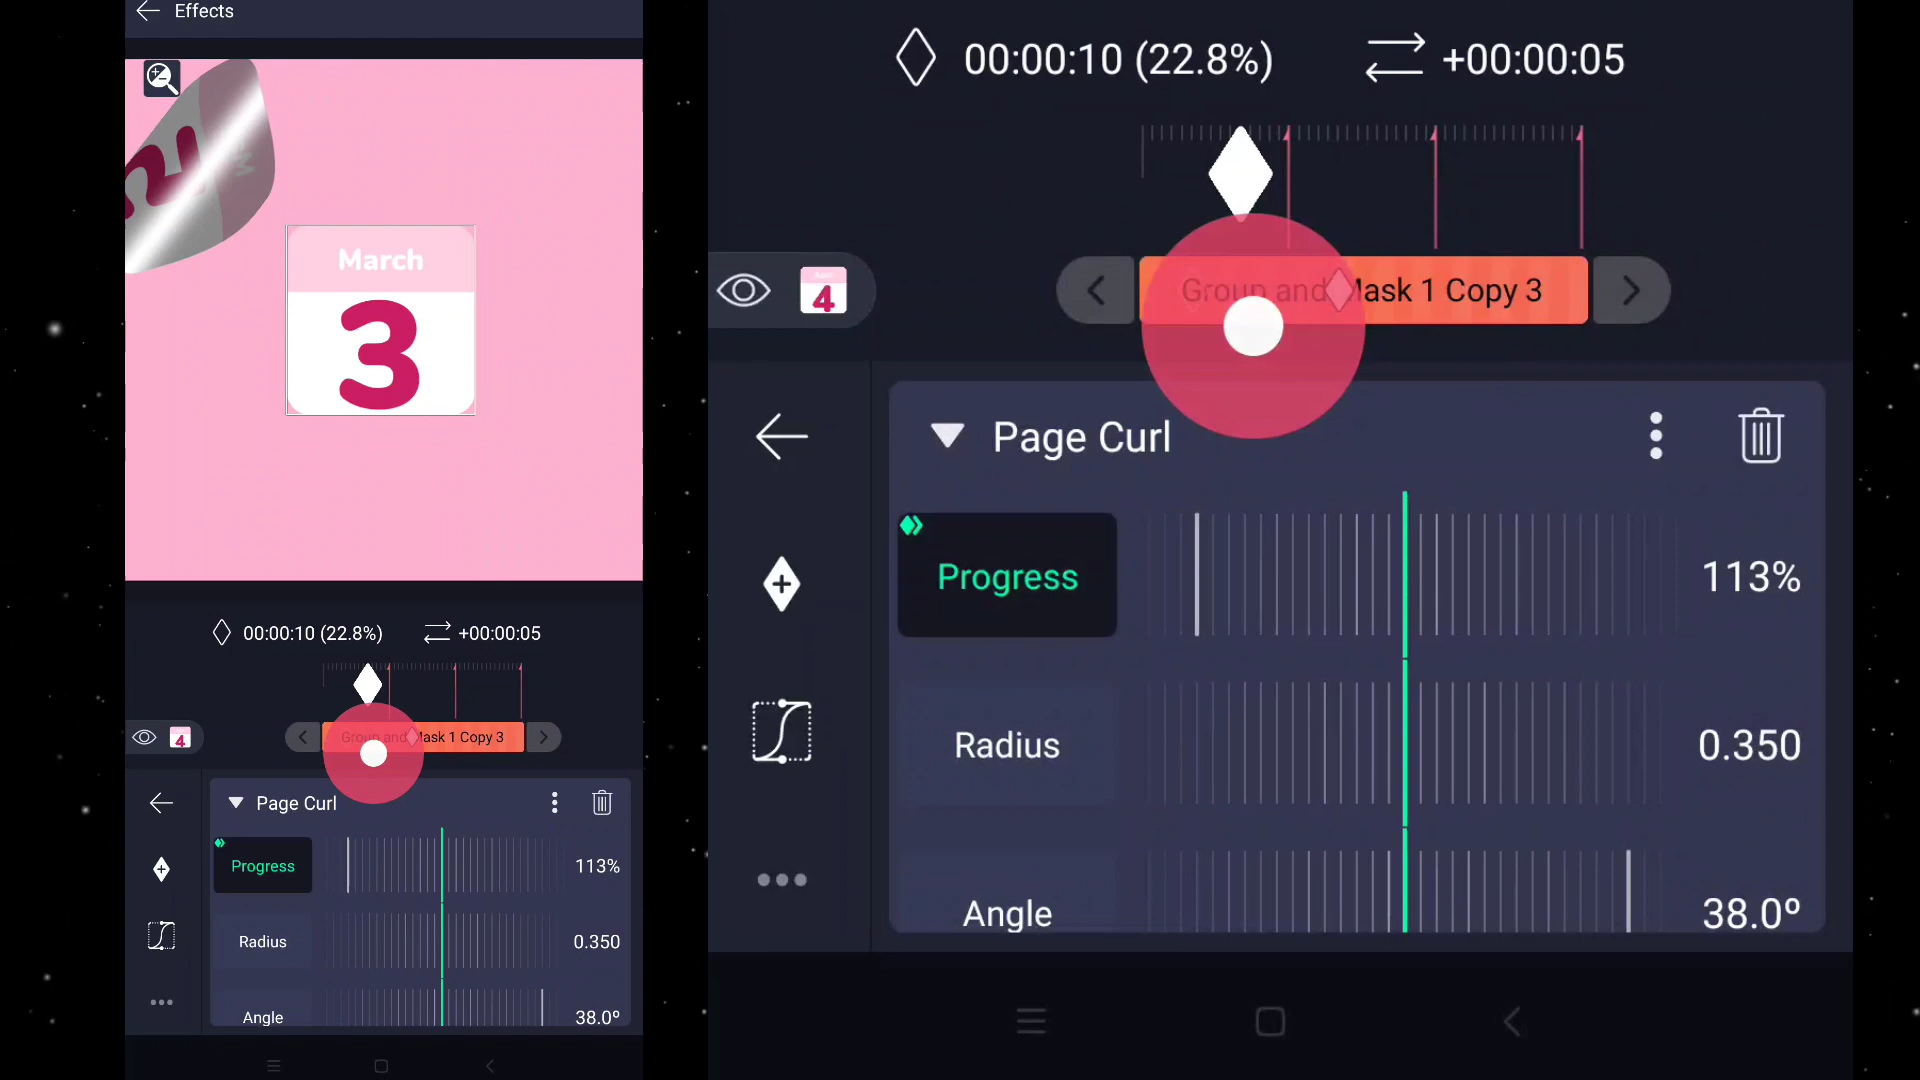 Effects
March
3
00:00:10 (22.8%)
+00:00:05
4
Group and Mask 1 Copy 3
Page Curl
Progress
113%
Radius
0.350
Angle
38.0º
00:00:10 (22.8%)
+00:00:05
4
Group and Mask 1 Copy 3
Page Curl
Progress
113%
Radius
0.350
Angle
38.0º